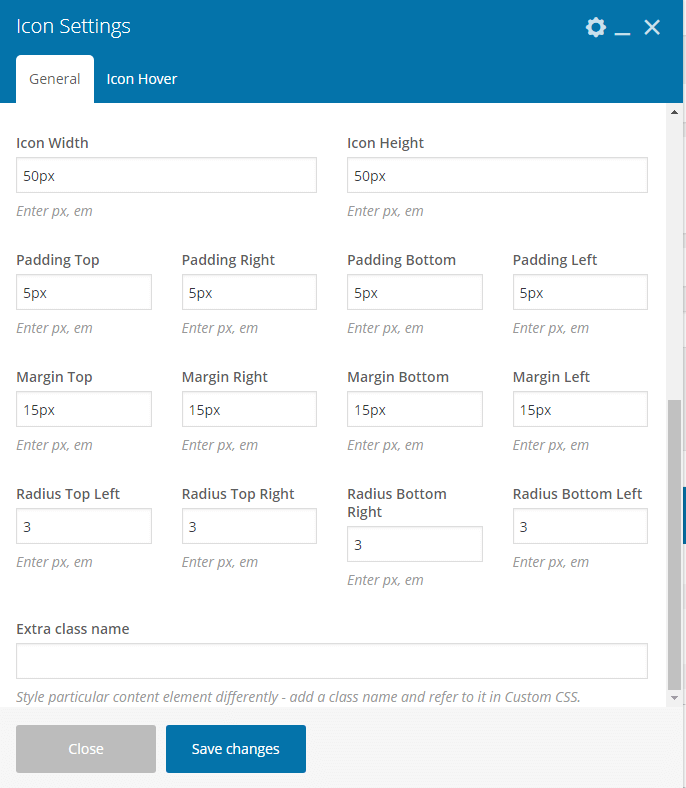 Icon Settings
General Icon Hover
Icon Width Icon Height
50px 50px
Enter px, em Enter px, em
Padding Top Padding Right Padding Bottom Padding Left
5px 5px 5px 5px
Enter px, em Enter px, em Enter px, em Enter px, em
Margin Top Margin Right Margin Bottom Margin Left
15px 15px 15px 15px
Enter px, em Enter px, em Enter px, em Enter px, em
Radius Top Left Radius Top Right Radius Bottom Radius Bottom Left
Right
3 3 3 3
Enter px, em Enter px, em Enter px, em Enter px, em
Extra class name
Style particular content element differently - add a class name and refer to it in Custom CSS.
Close Save changes